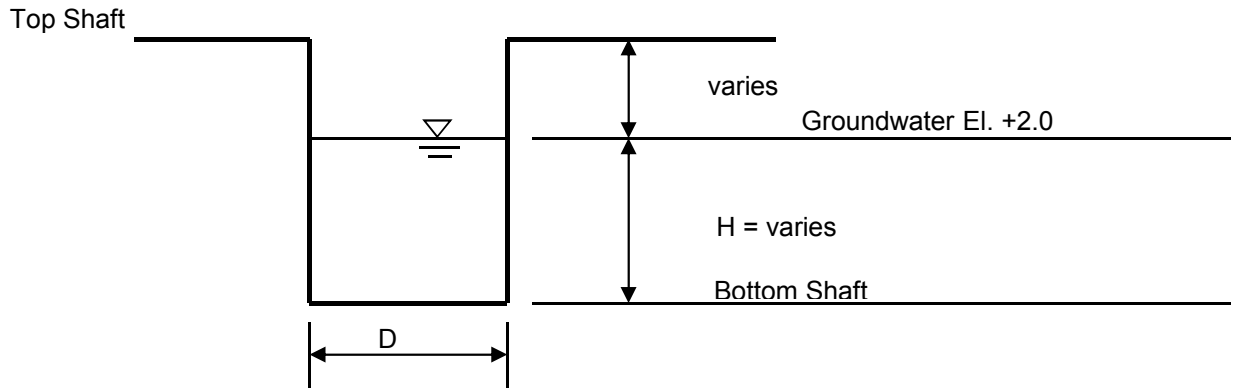 Top Shaft
varies
Groundwater El. +2.0
H = varies
Bottom Shaft
D